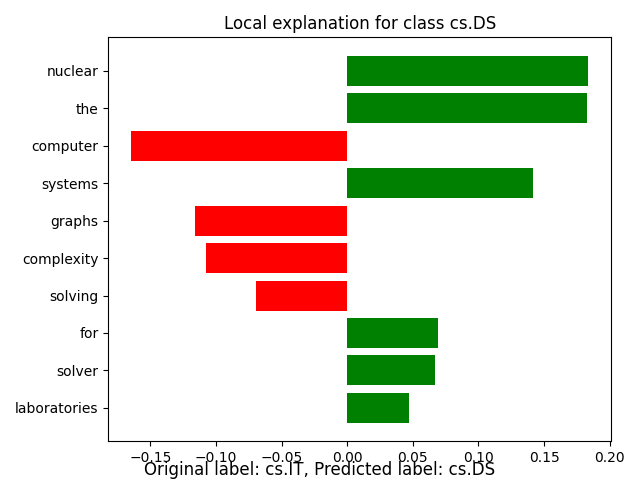 Local explanation for class cs.DS
nuclear
the
computer
systems
graphs
complexity
solving
for
solver
laboratories
−0.15 −0.10 −0.05 0.00 0.05 0.10 0.15 0.20
Original label: cs.IT, Predicted label: cs.DS